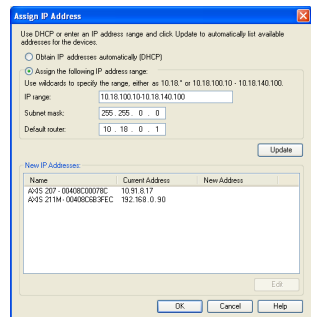 Assign IP Address
Use DHCP or enter an IP address range and click Update to automatically list available
addresses for the devices.
Obtain IP addresses automatically (DHCP)
Assign the following IP address range:
Use wildcards to specify the range, either as 10.18.* or 10.18.100.10 - 10.18.140.100.
IP range: 10.18.100.10-10.18.140.100
Subnet mask: 255 . 255 . 0 . 0
Default router: 10 . 18 . 0 . 1
Update
New IP Addresses:
Name Current Address New Address
AXIS 207 - 00408C00078C 10.91.8.17
AXIS 211M - 00408C6B3FEC 192.168.0.90
Edit
OK Cancel Help